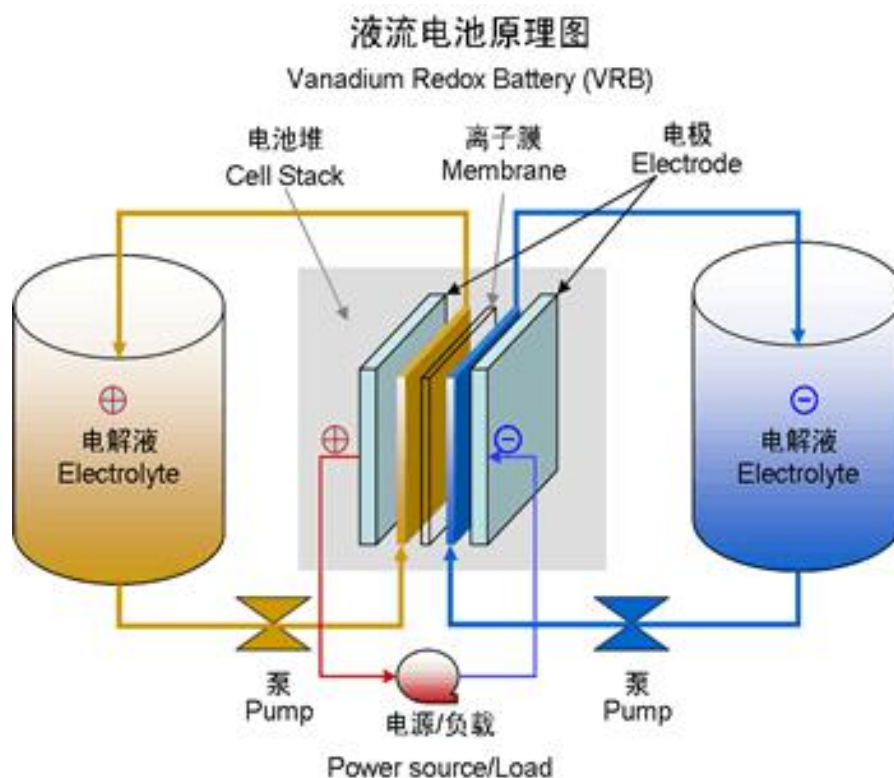 液流电池原理图
Vanadium Redox Battery (VRB)
电池堆
Cell Stack
离子膜
Membrane
电极
Electrode
⊕
电解液
Electrolyte
⊕
⊖
⊖
电解液
Electrolyte
泵
Pump
电源/负载
Power source/Load
泵
Pump